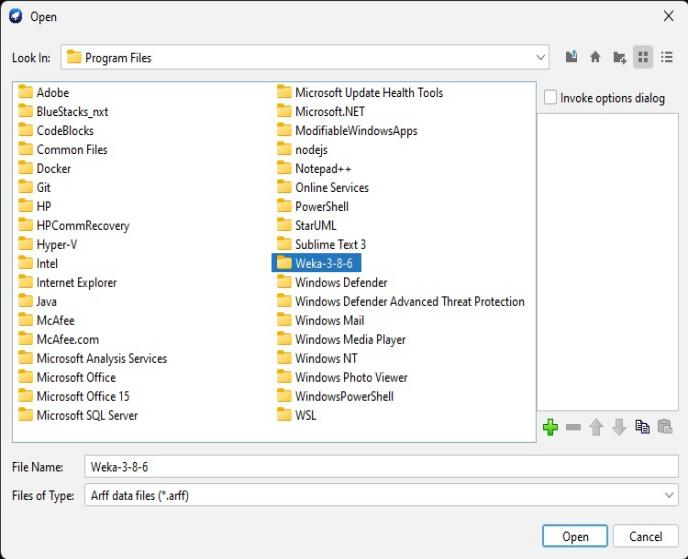 Open
Look In: Program Files
Adobe
BlueStacks_nxt
CodeBlocks
Common Files
Docker
Git
HP
HPCommRecovery
Hyper-V
Intel
Internet Explorer
Java
McAfee
McAfee.com
Microsoft Analysis Services
Microsoft Office
Microsoft Office 15
Microsoft SQL Server
Microsoft Update Health Tools
Microsoft.NET
ModifiableWindowsApps
nodejs
Notepad++
Online Services
PowerShell
StarUML
Sublime Text 3
Weka-3-8-6
Windows Defender
Windows Defender Advanced Threat Protection
Windows Mail
Windows Media Player
Windows NT
Windows Photo Viewer
WindowsPowerShell
WSL
Invoke options dialog
File Name: Weka-3-8-6
Files of Type: Arff data files (*.arff)
Open Cancel